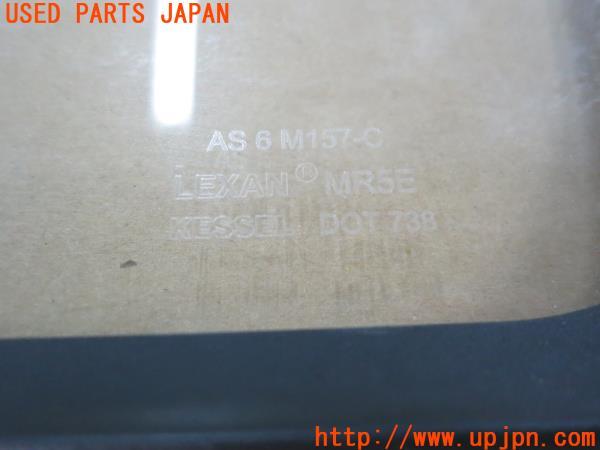 USED PARTS JAPAN
AS 6 M157-C
LEXAN® MR5E
KESSEL DOT 738
http://www.upjpn.com/